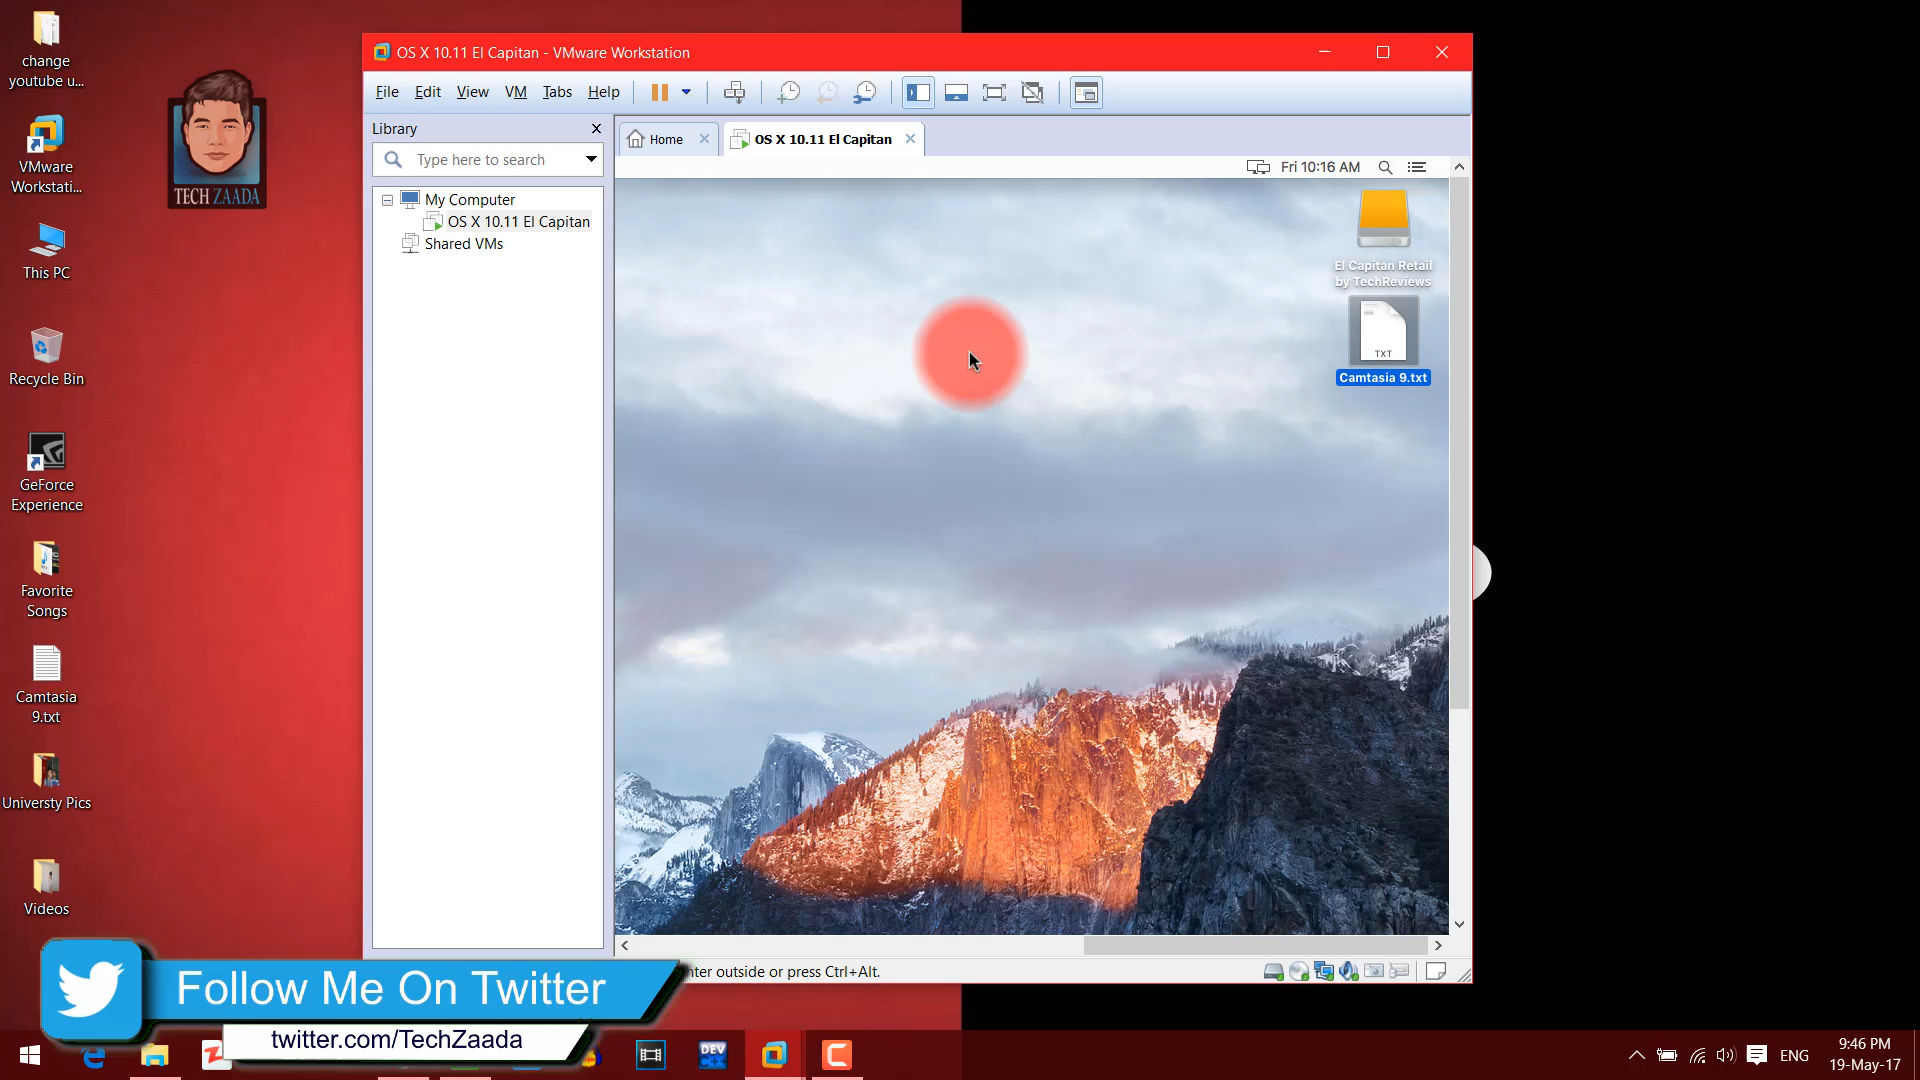 change
youtube u...
VMware
Workstati...
This PC
Recycle Bin
GeForce
Experience
Favorite
Songs
Camtasia
9.txt
Universty Pics
Videos
TECH ZAADA
OS X 10.11 El Capitan - VMware Workstation
File Edit View VM Tabs Help
Library
Type here to search
My Computer
OS X 10.11 El Capitan
Shared VMs
Home
OS X 10.11 El Capitan
Fri 10:16 AM
El Capitan Retail
by TechReviews
TXT
Camtasia 9.txt
outside or press Ctrl+Alt.
Follow Me On Twitter
twitter.com/TechZaada
DEV
ENG
9:46 PM
19-May-17